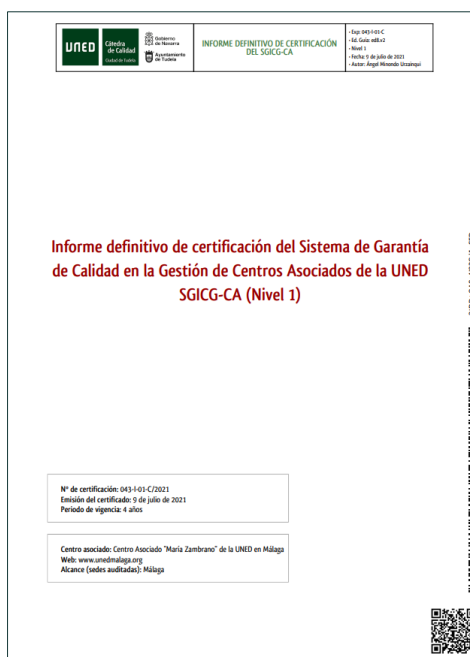 UNED
Cátedra
de Calidad
Ciudad de Tudela
Gobierno
de Navarra
Ayuntamiento
de Tudela
INFORME DEFINITIVO DE CERTIFICACIÓN
DEL SGICG-CA
- Exp: 043-I-01-C
- Ed. Guía: ed8.v2
- Nivel 1
- Fecha: 9 de julio de 2021
- Autor: Ángel Minondo Urzainqui
Informe definitivo de certificación del Sistema de Garantía
de Calidad en la Gestión de Centros Asociados de la UNED
SGICG-CA (Nivel 1)
Nº de certificación: 043-I-01-C/2021
Emisión del certificado: 9 de julio de 2021
Periodo de vigencia: 4 años
Centro asociado: Centro Asociado "María Zambrano" de la UNED en Málaga
Web: www.unedmalaga.org
Alcance (sedes auditadas): Málaga